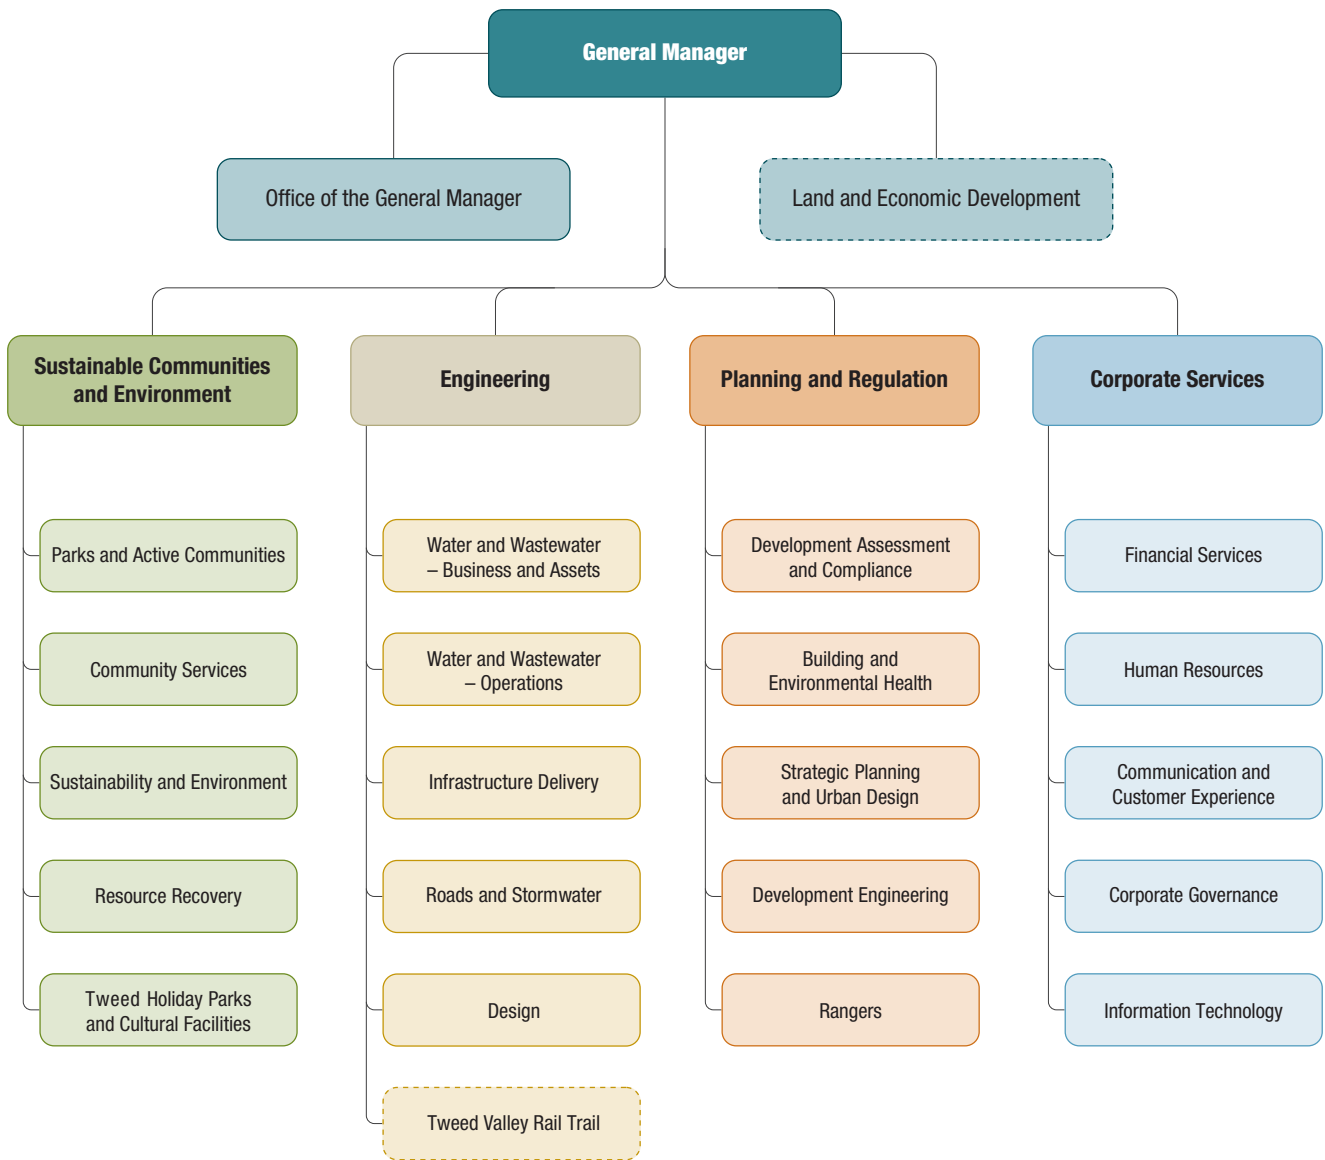 General Manager
Office of the General Manager
Land and Economic Development
Sustainable Communities
and Environment
Parks and Active Communities
Community Services
Sustainability and Environment
Resource Recovery
Tweed Holiday Parks
and Cultural Facilities
Engineering
Water and Wastewater
– Business and Assets
Water and Wastewater
– Operations
Infrastructure Delivery
Roads and Stormwater
Design
Tweed Valley Rail Trail
Planning and Regulation
Development Assessment
and Compliance
Building and
Environmental Health
Strategic Planning
and Urban Design
Development Engineering
Rangers
Corporate Services
Financial Services
Human Resources
Communication and
Customer Experience
Corporate Governance
Information Technology